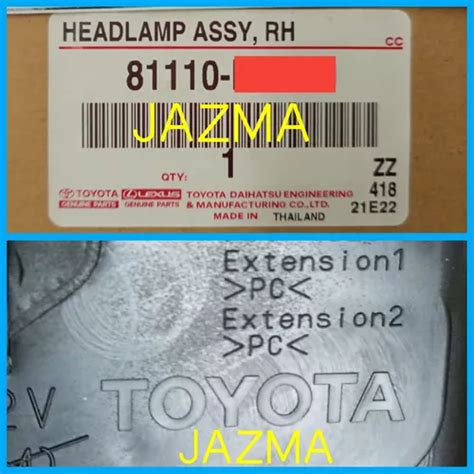 HEADLAMP ASSY, RH
CC
81110-
JAZMA
QTY: 1
ZZ
TOYOTA GENUINE PARTS LEXUS GENUINE PARTS TOYOTA DAIHATSU ENGINEERING & MANUFACTURING CO., LTD.
418
MADE IN THAILAND
21E22
Extension1
>PC<
Extension2
>PC<
TOYOTA
JAZMA